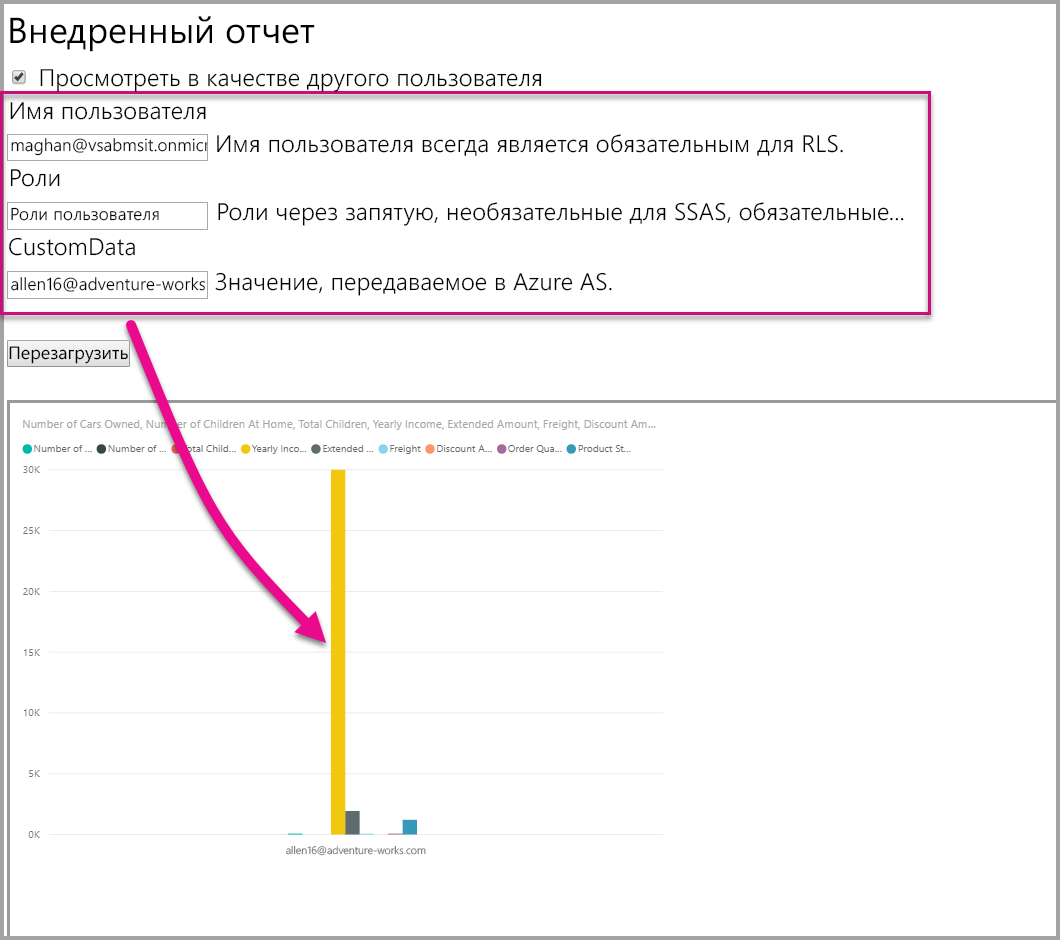 Внедренный отчет
Просмотреть в качестве другого пользователя
Имя пользователя
maghan@vsabmsit.onmicr Имя пользователя всегда является обязательным для RLS.
Роли
Роли пользователя Роли через запятую, необязательные для SSAS, обязательные...
CustomData
allen16@adventure-works Значение, передаваемое в Azure AS.
Перезагрузить
Number of Cars Owned, Number of Children At Home, Total Children, Yearly Income, Extended Amount, Freight, Discount Am...
Number of ... Number of ... Total Child... Yearly Inco... Extended ... Freight Discount A... Order Qua... Product St...
30K
25K
20K
15K
10K
5K
0K
allen16@adventure-works.com